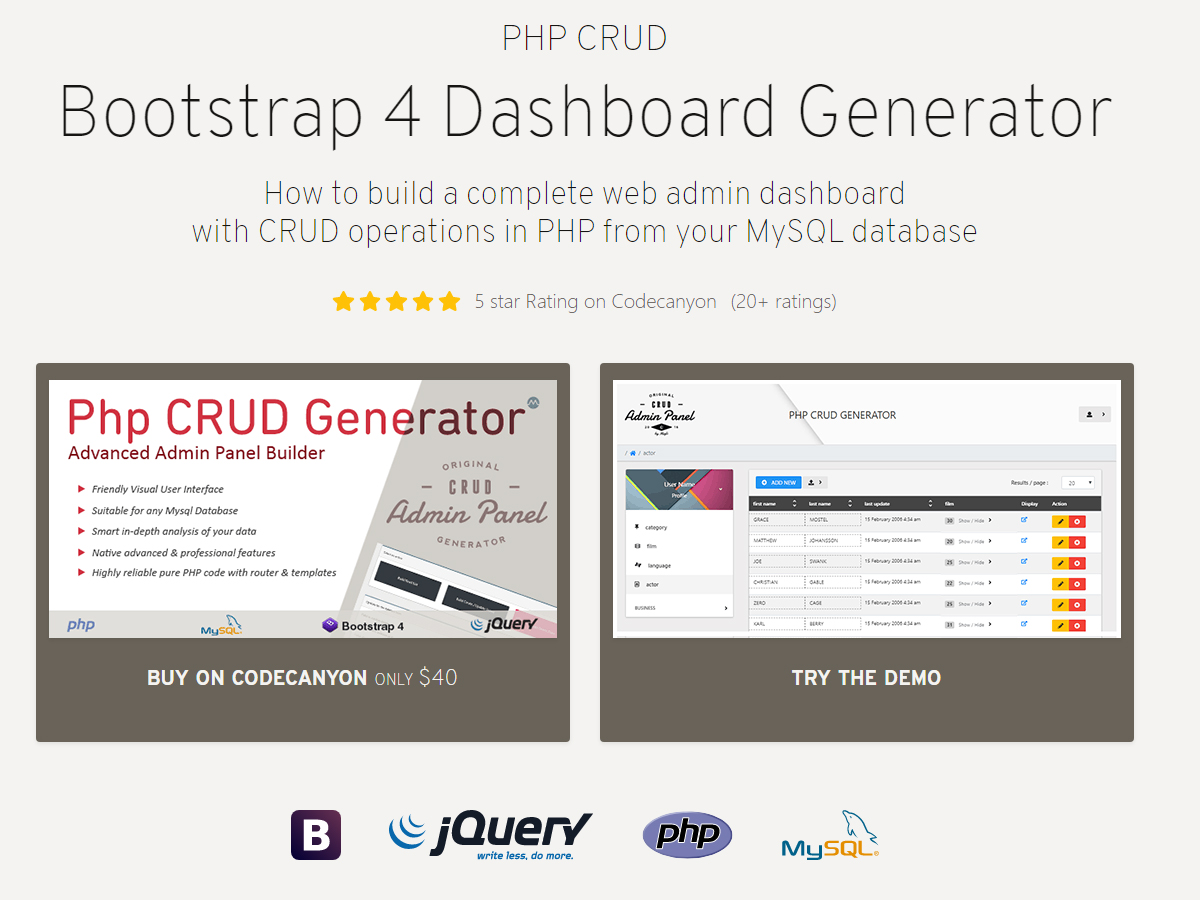 PHP CRUD
Bootstrap 4 Dashboard Generator
How to build a complete web admin dashboard
with CRUD operations in PHP from your MySQL database
5 star Rating on Codecanyon (20+ ratings)
Php CRUD Generator
Advanced Admin Panel Builder
Friendly Visual User Interface
Suitable for any Mysql Database
Smart in-depth analysis of your data
Native advanced & professional features
Highly reliable pure PHP code with router & templates
ORIGINAL
CRUD
Admin Panel
GENERATOR
php
MySQL
Bootstrap 4
jQuery
BUY ON CODECANYON ONLY $40
ORIGINAL
CRUD
Admin Panel
PHP CRUD GENERATOR
/ actor
User Name
Profile
category
film
language
actor
BUSINESS
ADD NEW
Results / page : 20
first name last name last update film Display Action
GRACE MOSTEL 15 February 2006 4:34 am 30 Show / Hide
MATTHEW JOHANSSON 15 February 2006 4:34 am 20 Show / Hide
JOE SWANK 15 February 2006 4:34 am 25 Show / Hide
CHRISTIAN GABLE 15 February 2006 4:34 am 22 Show / Hide
ZERO CAGE 15 February 2006 4:34 am 25 Show / Hide
KARL BERRY 15 February 2006 4:34 am Show / Hide
TRY THE DEMO
B
jQuery
write less, do more.
php
MySQL